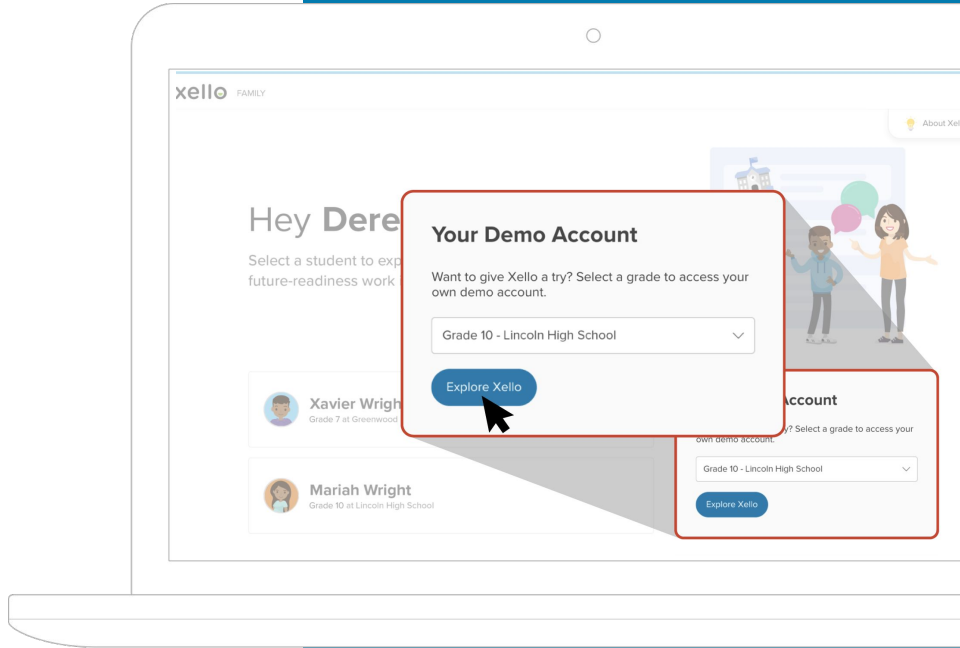 xello FAMILY
About Xel
Hey Dere
Select a student to exp
future-readiness work
Your Demo Account
Want to give Xello a try? Select a grade to access your
own demo account.
Grade 10 - Lincoln High School
Explore Xello
Xavier Wrigh
Grade 7 at Greenwood
Mariah Wright
Grade 10 at Lincoln High School
Account
y? Select a grade to access your
own demo account.
Grade 10 - Lincoln High School
Explore Xello